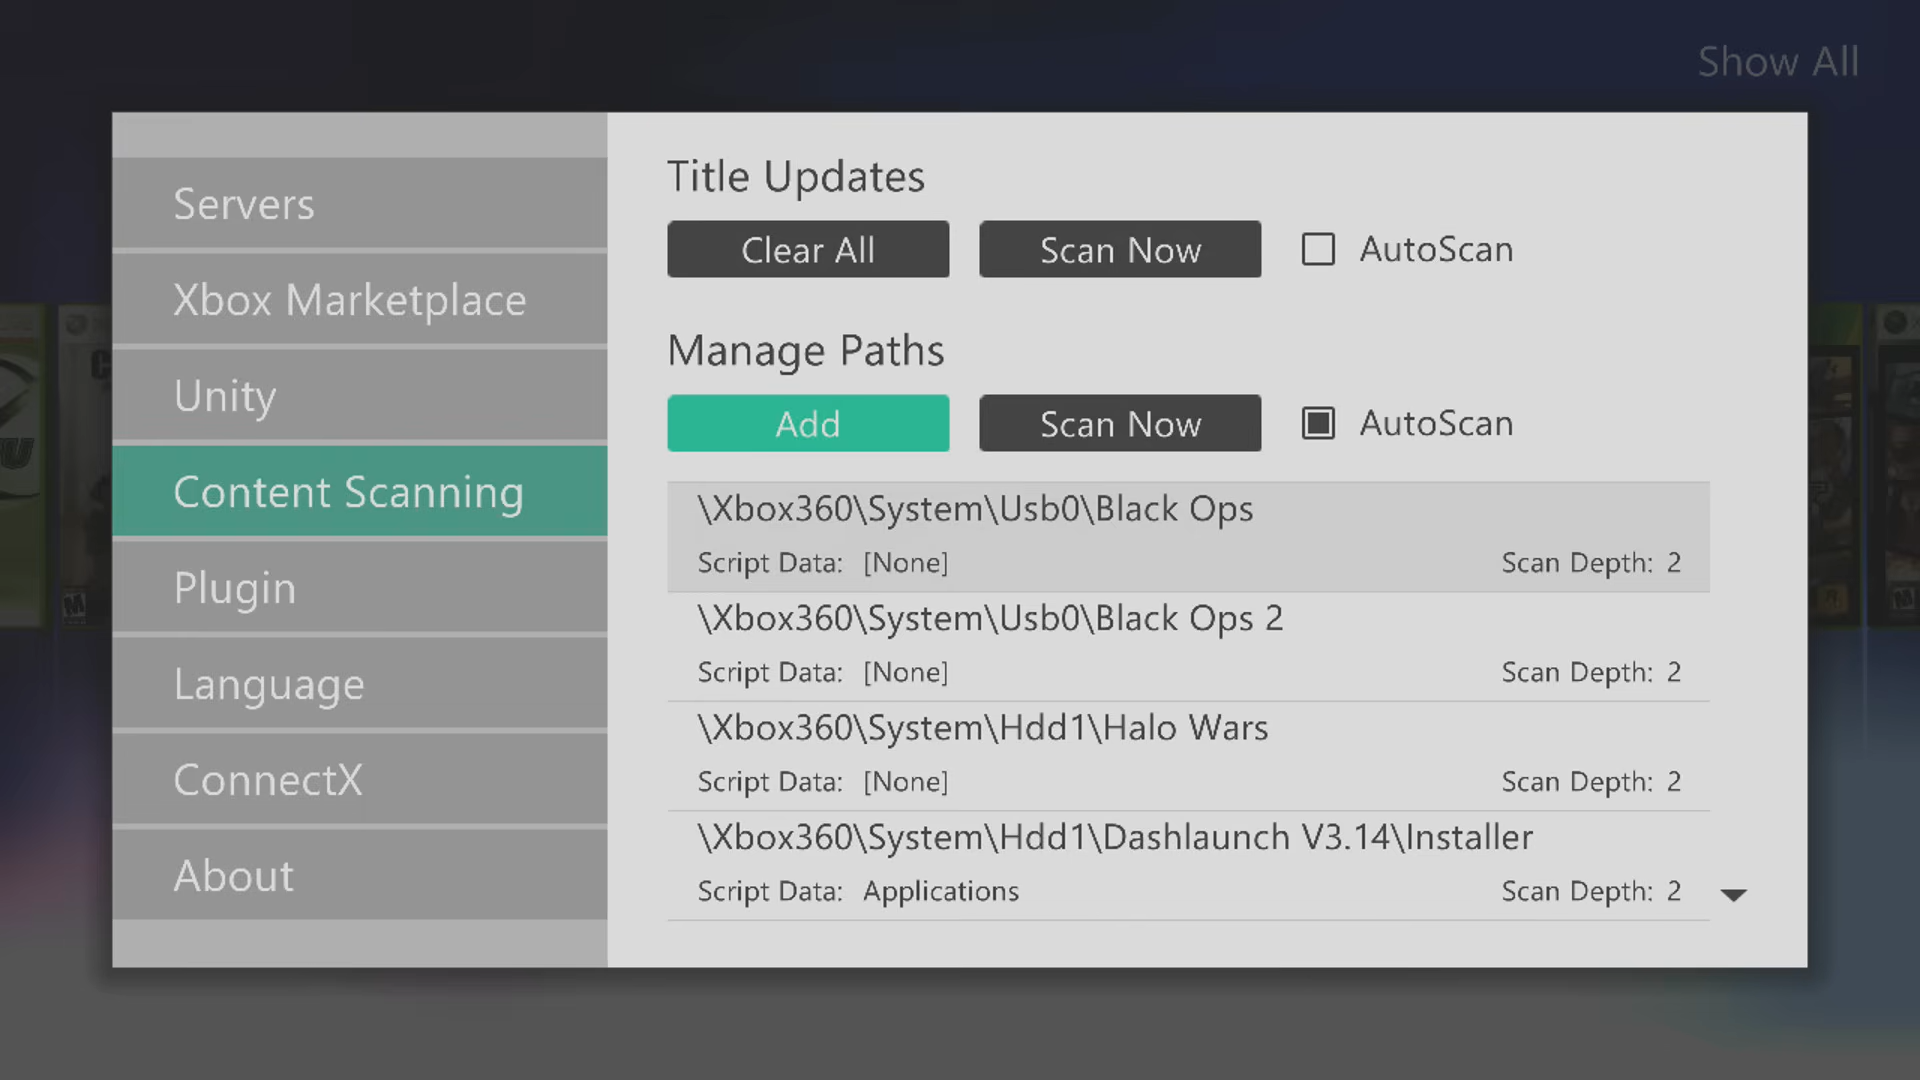 Show All
Servers
Xbox Marketplace
Unity
Content Scanning
Plugin
Language
ConnectX
About
Title Updates
Clear All
Scan Now
AutoScan
Manage Paths
Add
Scan Now
AutoScan
\Xbox360\System\Usb0\Black Ops
Script Data: [None] Scan Depth: 2
\Xbox360\System\Usb0\Black Ops 2
Script Data: [None] Scan Depth: 2
\Xbox360\System\Hdd1\Halo Wars
Script Data: [None] Scan Depth: 2
\Xbox360\System\Hdd1\Dashlaunch V3.14\Installer
Script Data: Applications Scan Depth: 2